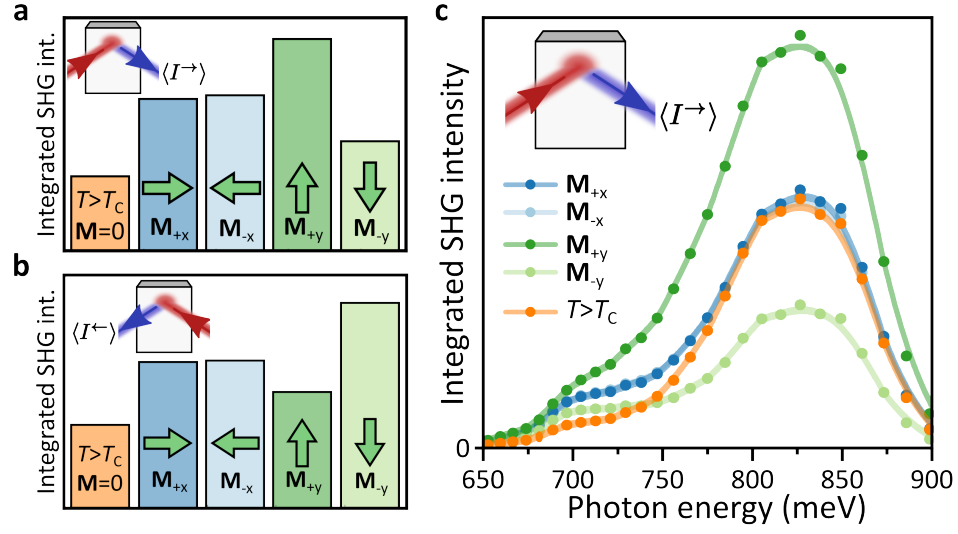 a
Integrated SHG int.
⟨I→⟩
T>TC
M=0
M+x
M-x
M+y
M-y
b
Integrated SHG int.
⟨I←⟩
T>TC
M=0
M+x
M-x
M+y
M-y
c
Integrated SHG intensity
⟨I→⟩
M+x
M-x
M+y
M-y
T>TC
0
650 700 750 800 850 900
Photon energy (meV)